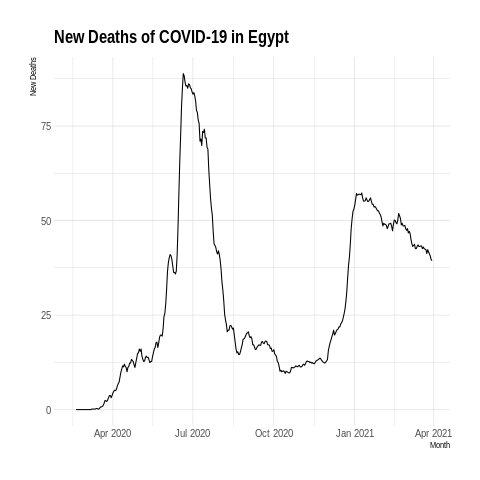 New Deaths of COVID-19 in Egypt
New Deaths
75
50
25
0
Apr 2020
Jul 2020
Oct 2020
Jan 2021
Apr 2021
Month